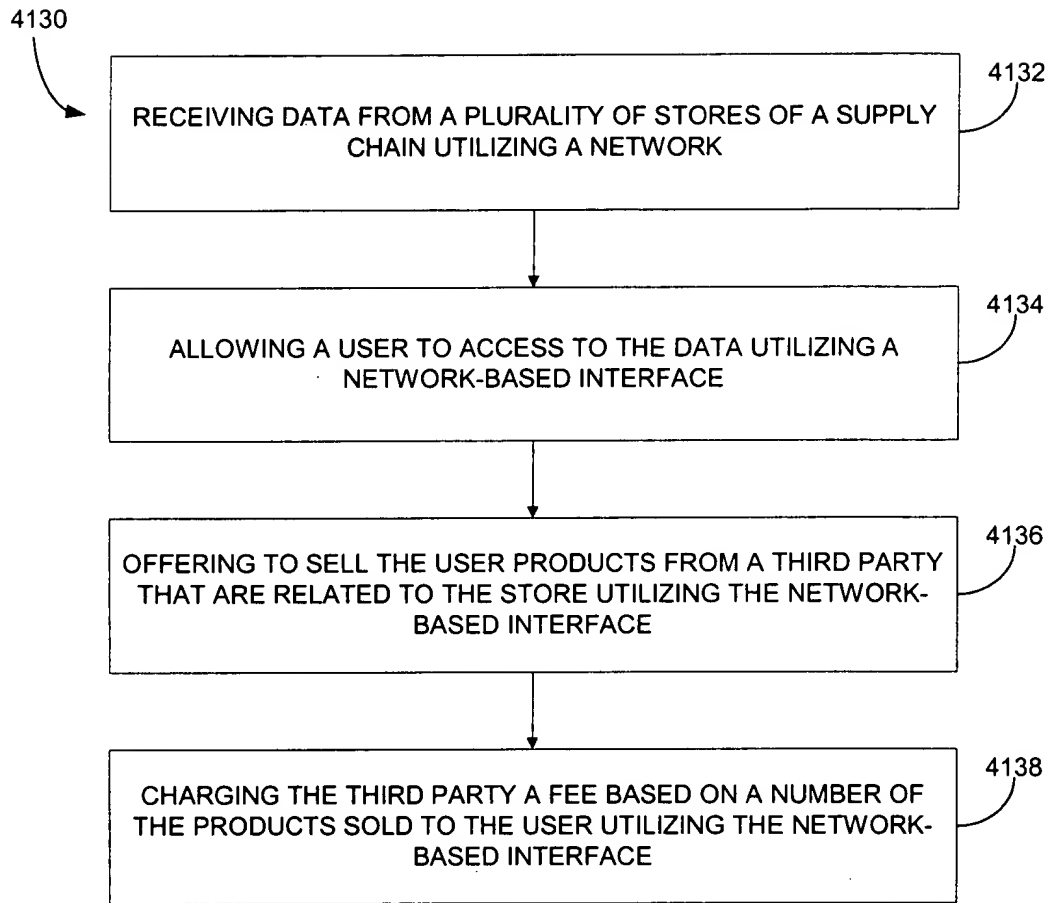 4130
4132
RECEIVING DATA FROM A PLURALITY OF STORES OF A SUPPLY
CHAIN UTILIZING A NETWORK
4134
ALLOWING A USER TO ACCESS TO THE DATA UTILIZING A
NETWORK-BASED INTERFACE
4136
OFFERING TO SELL THE USER PRODUCTS FROM A THIRD PARTY
THAT ARE RELATED TO THE STORE UTILIZING THE NETWORK-
BASED INTERFACE
4138
CHARGING THE THIRD PARTY A FEE BASED ON A NUMBER OF
THE PRODUCTS SOLD TO THE USER UTILIZING THE NETWORK-
BASED INTERFACE